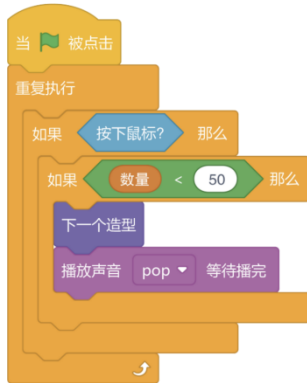 当 被点击
重复执行
如果 按下鼠标? 那么
如果 数量 < 50 那么
下一个造型
播放声音 pop 等待播完